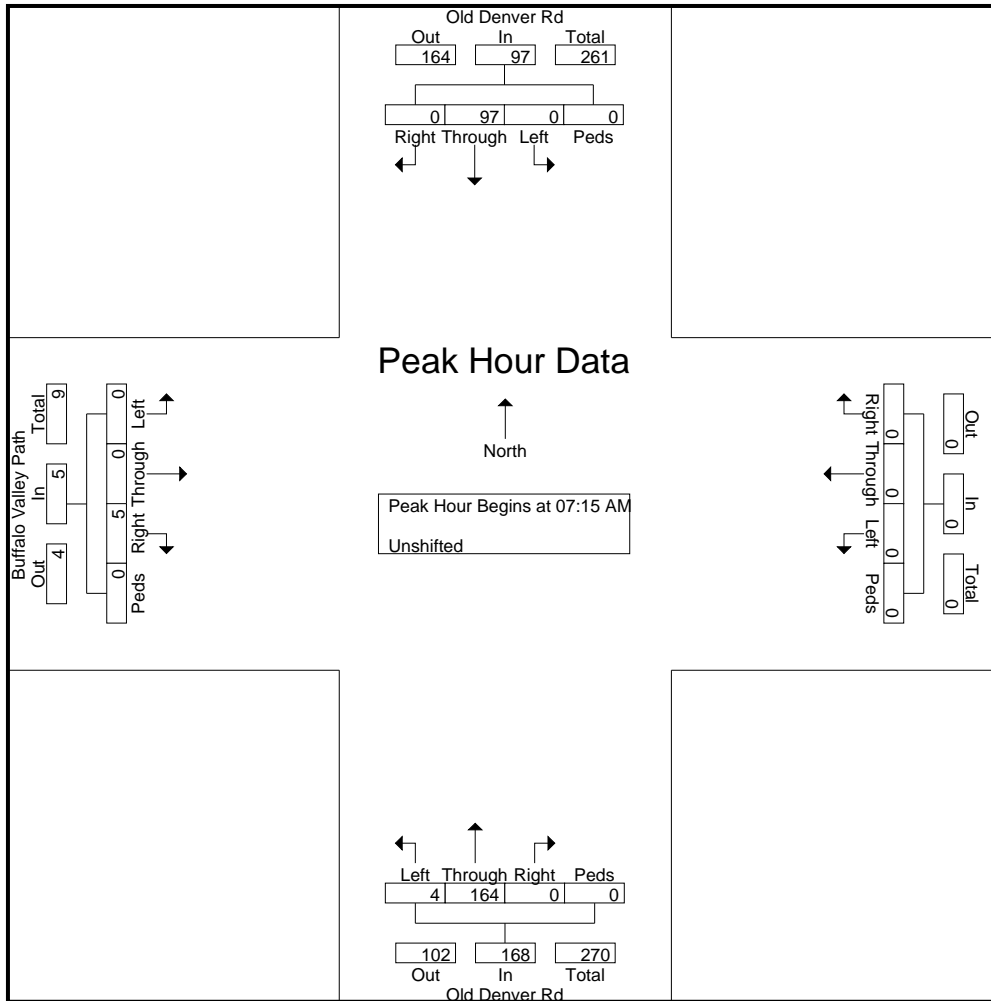 Old Denver Rd
Out In Total
164 97 261
0 97 0 0
Right Through Left Peds
Peak Hour Data
North
Peak Hour Begins at 07:15 AM
Unshifted
Buffalo Valley Path
Out In Total
4 5 9
0 5 0 0
Peds Right Through Left
Out In Total
0 0 0
0 0 0 0
Right Through Left Peds
Left Through Right Peds
4 164 0 0
102 168 270
Out In Total
Old Denver Rd